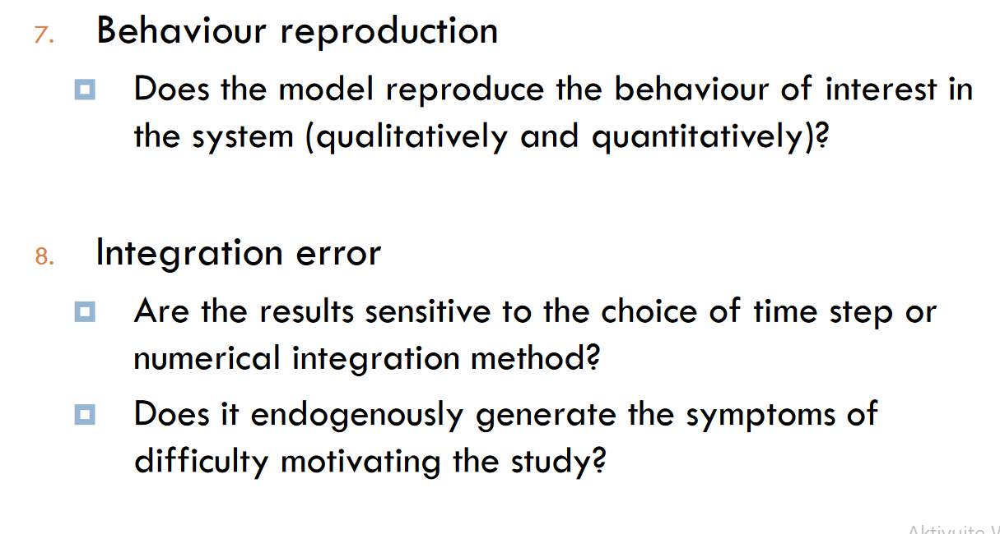 7. Behaviour reproduction
Does the model reproduce the behaviour of interest in
the system (qualitatively and quantitatively)?
8. Integration error
Are the results sensitive to the choice of time step or
numerical integration method?
Does it endogenously generate the symptoms of
difficulty motivating the study?